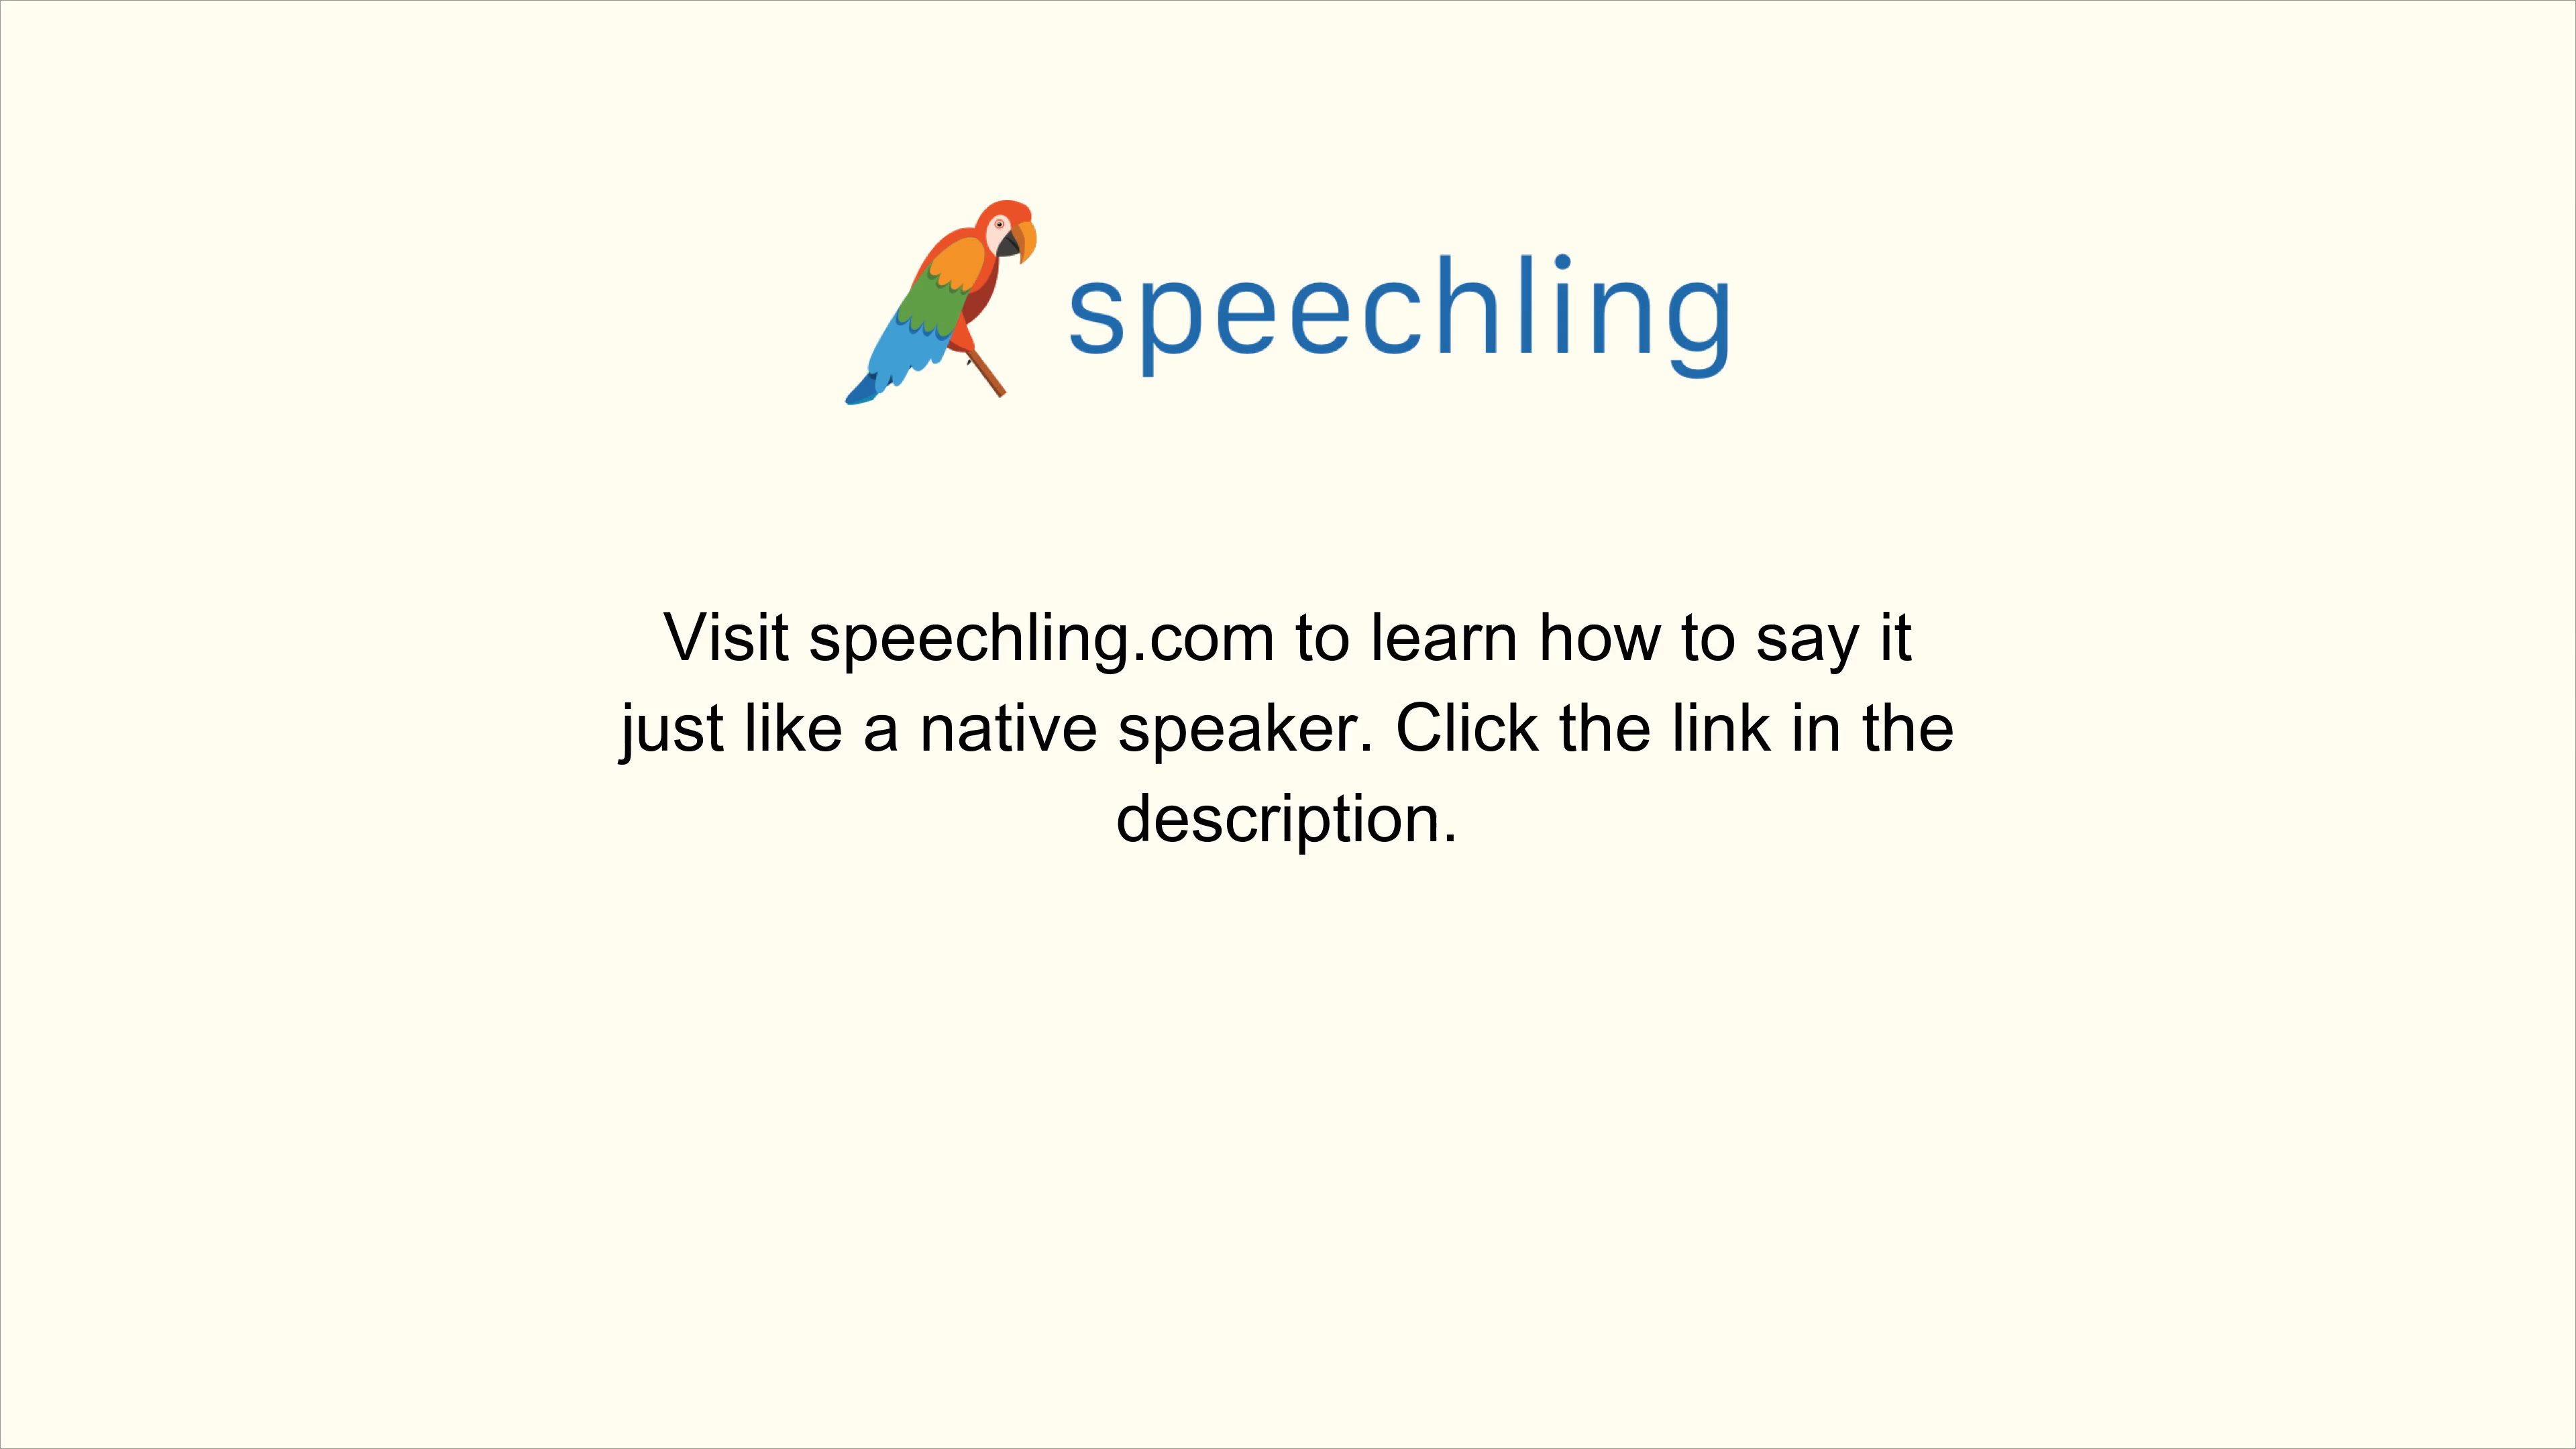 speechling
Visit speechling.com to learn how to say it
just like a native speaker. Click the link in the
description.